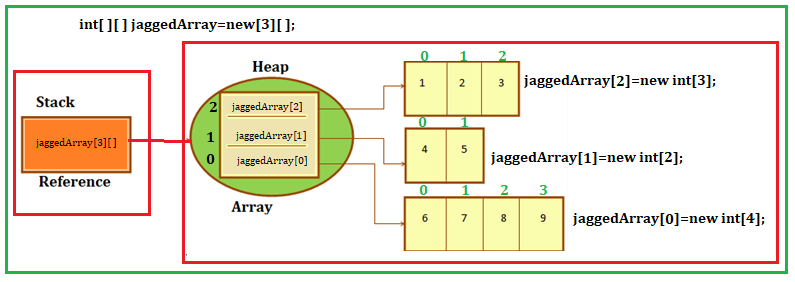 int[ ][ ] jaggedArray=new[3][ ];
Stack
jaggedArray[3][ ]
Reference
Heap
2 jaggedArray[2]
1 jaggedArray[1]
0 jaggedArray[0]
Array
0 1 2
1 2 3 jaggedArray[2]=new int[3];
0 1
4 5 jaggedArray[1]=new int[2];
0 1 2 3
6 7 8 9 jaggedArray[0]=new int[4];